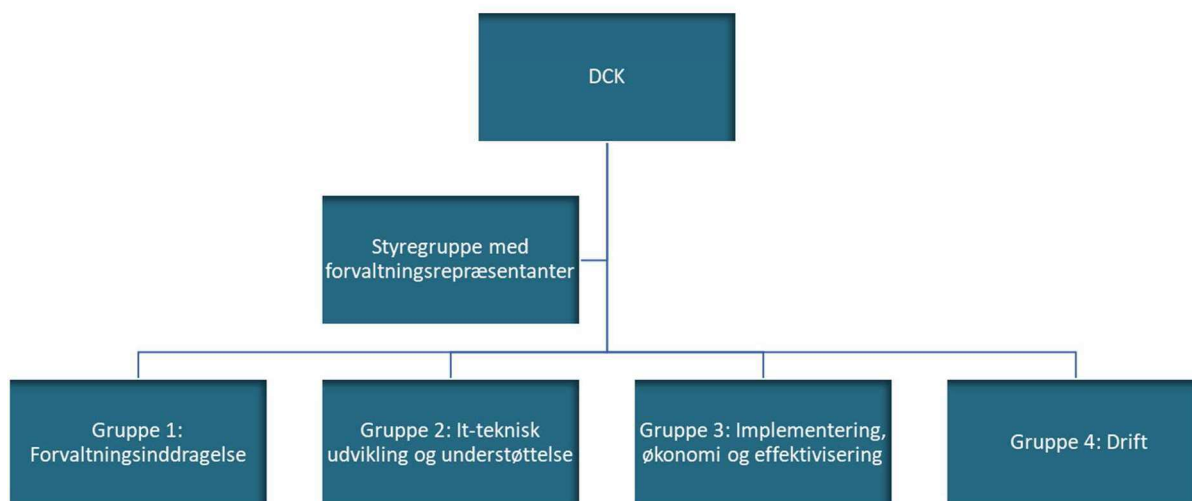 DCK
Styregruppe med
forvaltningsrepræsentanter
Gruppe 1:
Forvaltningsinddragelse
Gruppe 2: It-teknisk
udvikling og understøttelse
Gruppe 3: Implementering,
økonomi og effektivisering
Gruppe 4: Drift